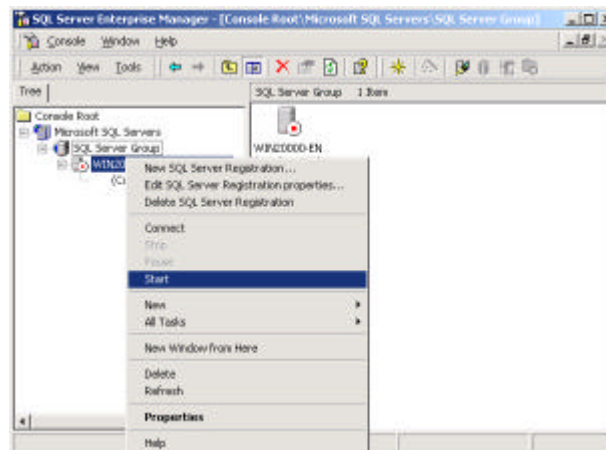 SQL Server Enterprise Manager - [Console Root\Microsoft SQL Servers\SQL Server Group]
Console Window Help
Action View Tools
Tree
SQL Server Group 1 Item
Console Root
Microsoft SQL Servers
SQL Server Group
WIN20000-EN
New SQL Server Registration...
Edit SQL Server Registration properties...
Delete SQL Server Registration
Connect
Stop
Pause
Start
New
All Tasks
New Window from Here
Delete
Refresh
Properties
Help